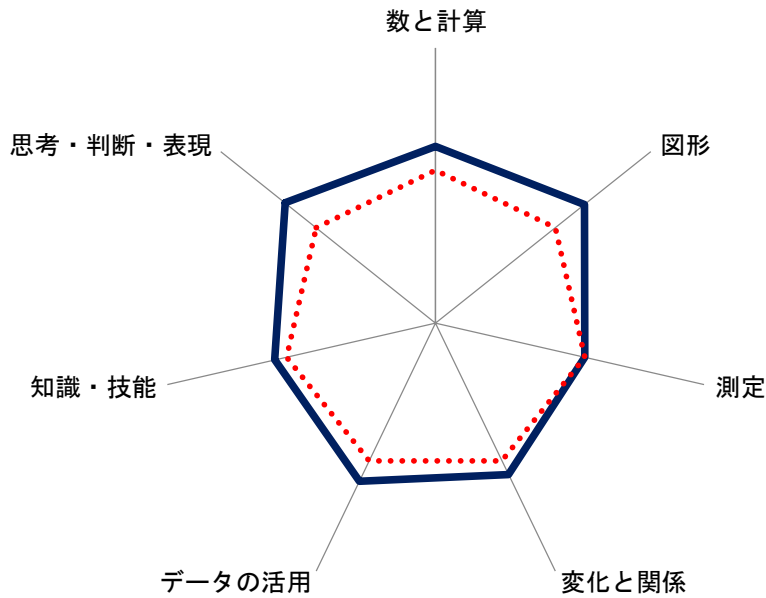 数と計算
図形
測定
変化と関係
データの活用
知識・技能
思考・判断・表現